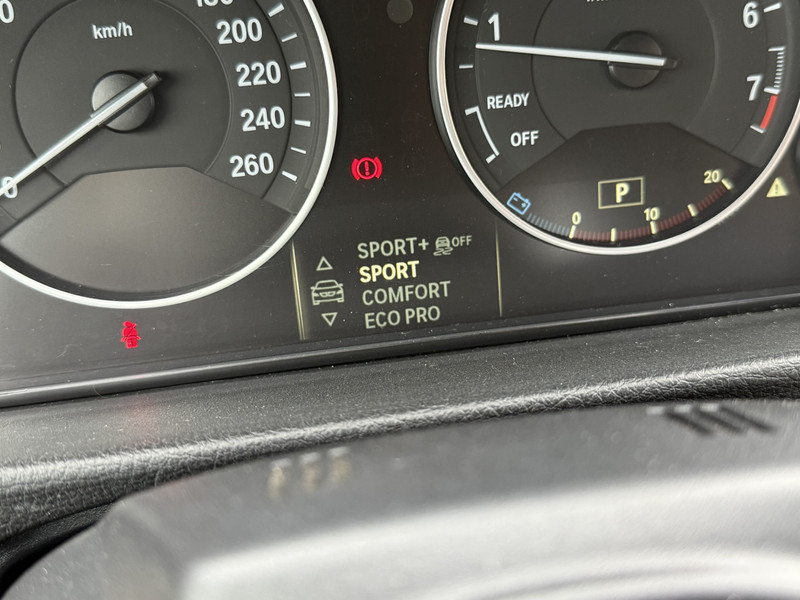 km/h
200
220
240
260
0
SPORT+ OFF
SPORT
COMFORT
ECO PRO
1
READY
OFF
6
7
P
0
10
20